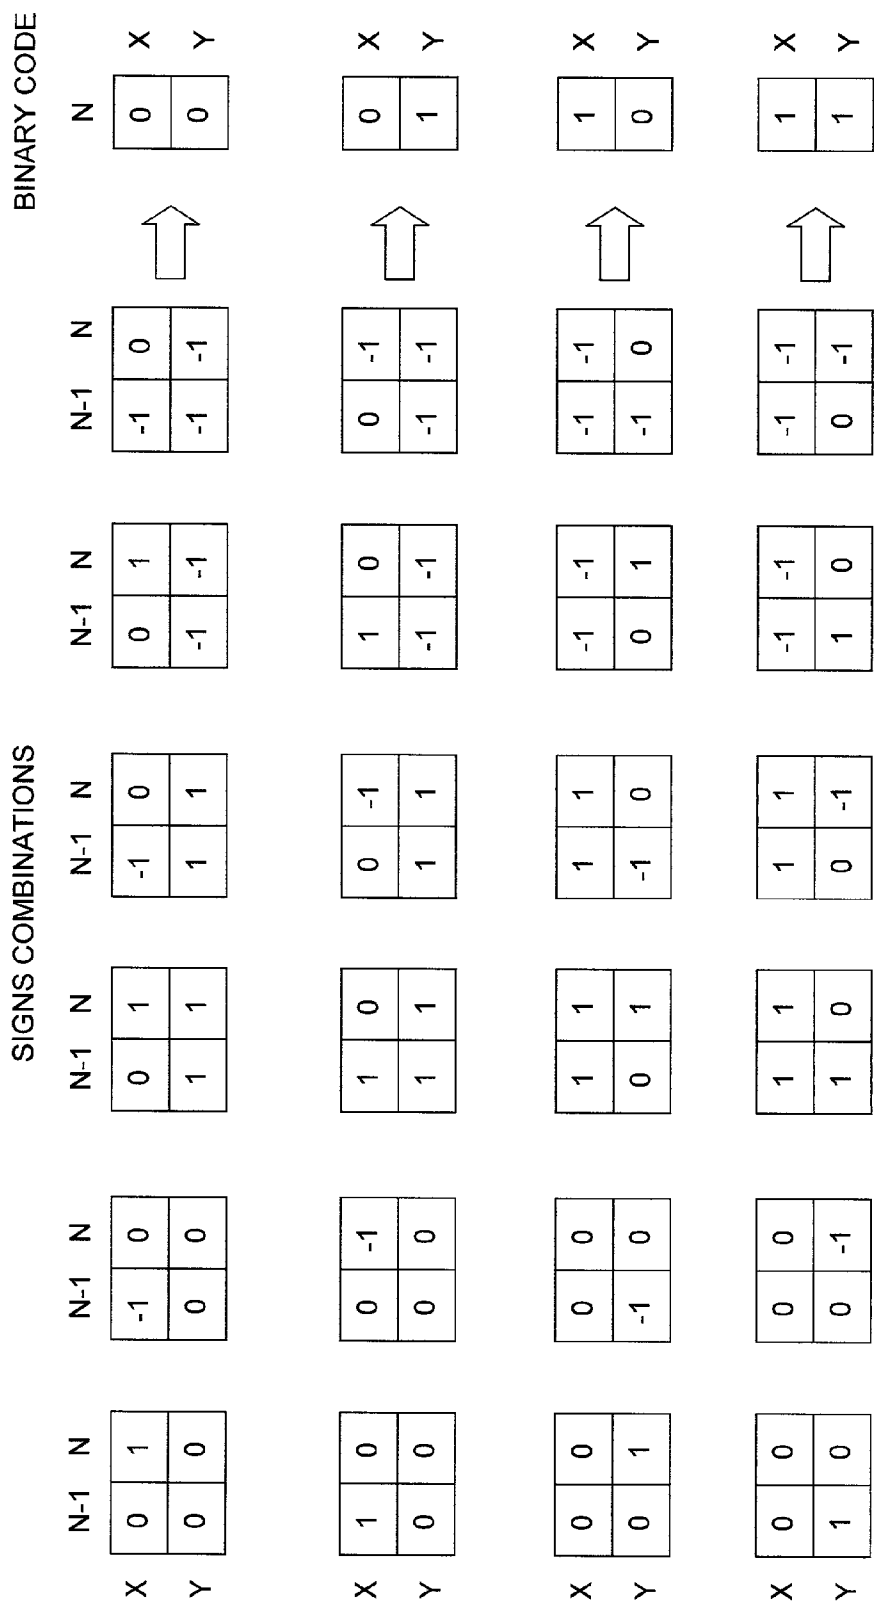 SIGNS COMBINATIONS BINARY CODE
N-1 N N-1 N N-1 N N-1 N N-1 N N-1 N N
X 0 1 -1 0 0 1 -1 0 0 1 -1 0 0 X
Y 0 0 0 0 1 1 1 1 -1 -1 -1 -1 0 Y
X 1 0 0 -1 1 0 0 -1 1 0 0 -1 0 X
Y 0 0 0 0 1 1 1 1 -1 -1 -1 -1 1 Y
X 0 0 0 0 1 1 1 1 -1 -1 -1 -1 1 X
Y 0 1 -1 0 0 1 -1 0 0 1 -1 0 0 Y
X 0 0 0 0 1 1 1 1 -1 -1 -1 -1 1 X
Y 1 0 0 -1 1 0 0 -1 1 0 0 -1 1 Y